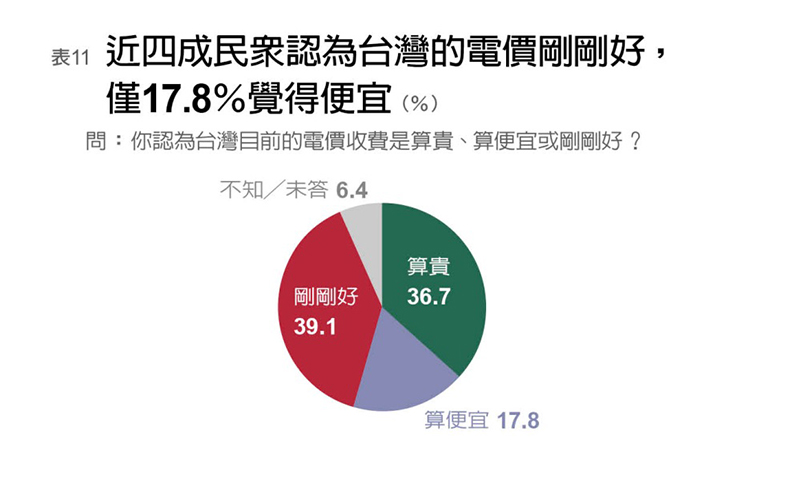 表11 近四成民眾認為台灣的電價剛剛好，
僅17.8%覺得便宜（%）
問：你認為台灣目前的電價收費是算貴、算便宜或剛剛好？
不知／未答 6.4
算貴
36.7
剛剛好
39.1
算便宜 17.8